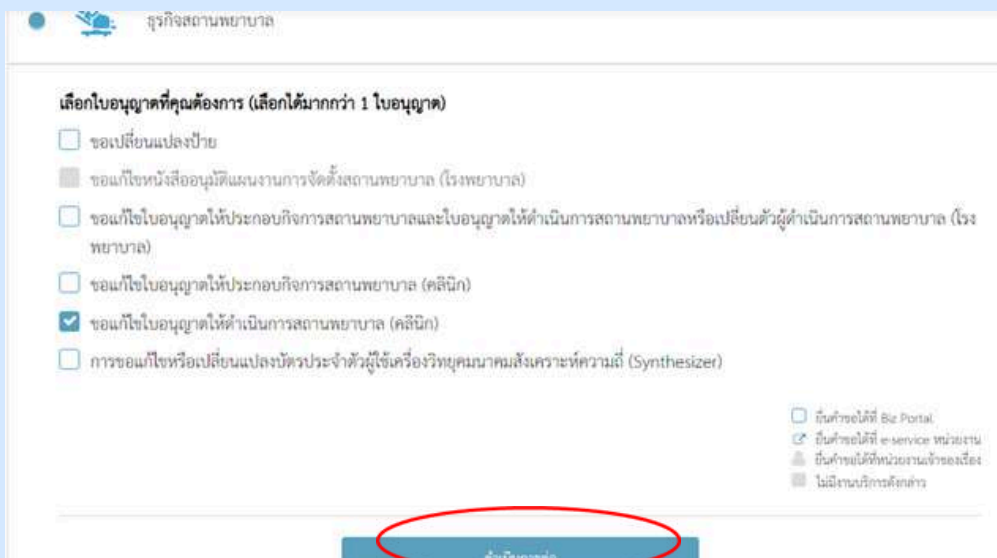 ธุรกิจสถานพยาบาล
เลือกใบอนุญาตที่คุณต้องการ (เลือกได้มากกว่า 1 ใบอนุญาต)
ขอเปลี่ยนแปลงป้าย
ขอแก้ไขหนังสืออนุมัติแผนงานการจัดตั้งสถานพยาบาล (โรงพยาบาล)
ขอแก้ไขใบอนุญาตให้ประกอบกิจการสถานพยาบาลและใบอนุญาตให้ดำเนินการสถานพยาบาลหรือเปลี่ยนตัวผู้ดำเนินการสถานพยาบาล (โรง
พยาบาล)
ขอแก้ไขใบอนุญาตให้ประกอบกิจการสถานพยาบาล (คลินิก)
ขอแก้ไขใบอนุญาตให้ดำเนินการสถานพยาบาล (คลินิก)
การขอแก้ไขหรือเปลี่ยนแปลงบัตรประจำตัวผู้ใช้เครื่องวิทยุคมนาคมสังเคราะห์ความถี่ (Synthesizer)
ยื่นคำขอได้ที่ Biz Portal
ยื่นคำขอได้ที่ e-service หน่วยงาน
ยื่นคำขอได้ที่หน่วยงานเจ้าของเรื่อง
ไม่มีงานบริการดังกล่าว
ดำเนินการต่อ